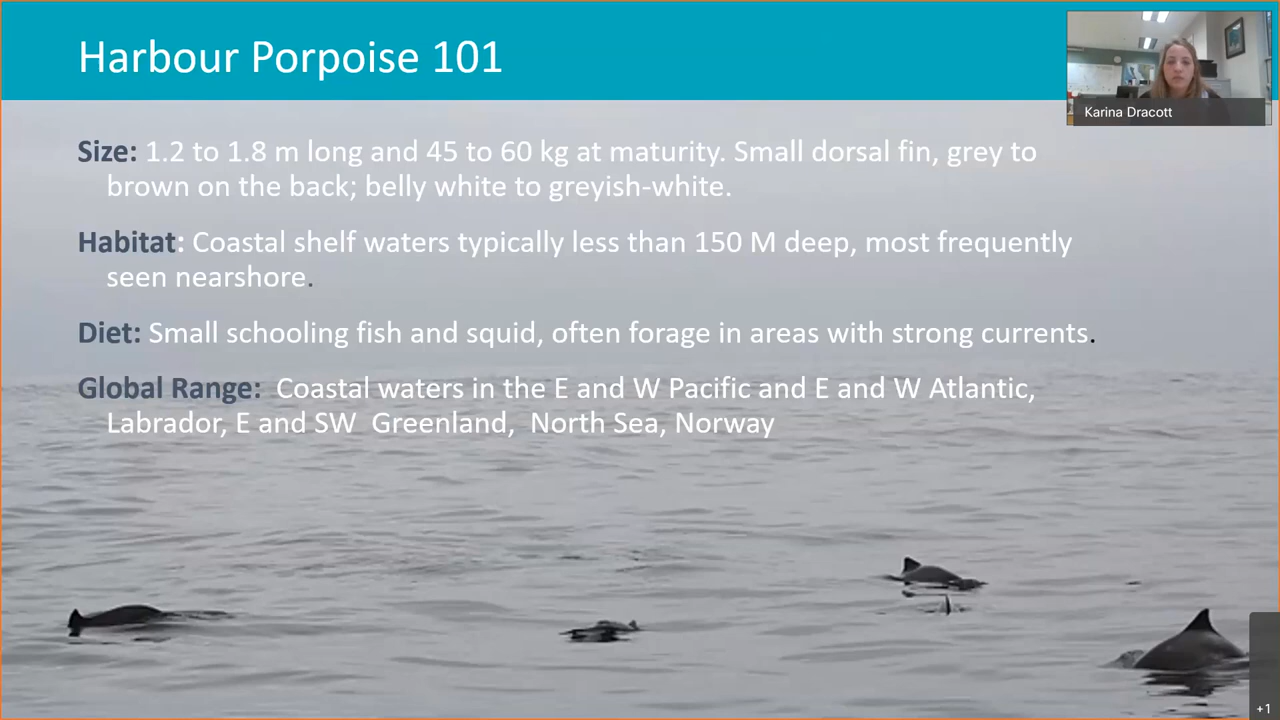 Harbour Porpoise 101
Karina Dracott
Size: 1.2 to 1.8 m long and 45 to 60 kg at maturity. Small dorsal fin, grey to
brown on the back; belly white to greyish-white.
Habitat: Coastal shelf waters typically less than 150 M deep, most frequently
seen nearshore.
Diet: Small schooling fish and squid, often forage in areas with strong currents.
Global Range:  Coastal waters in the E and W Pacific and E and W Atlantic,
Labrador, E and SW  Greenland,  North Sea, Norway
+1